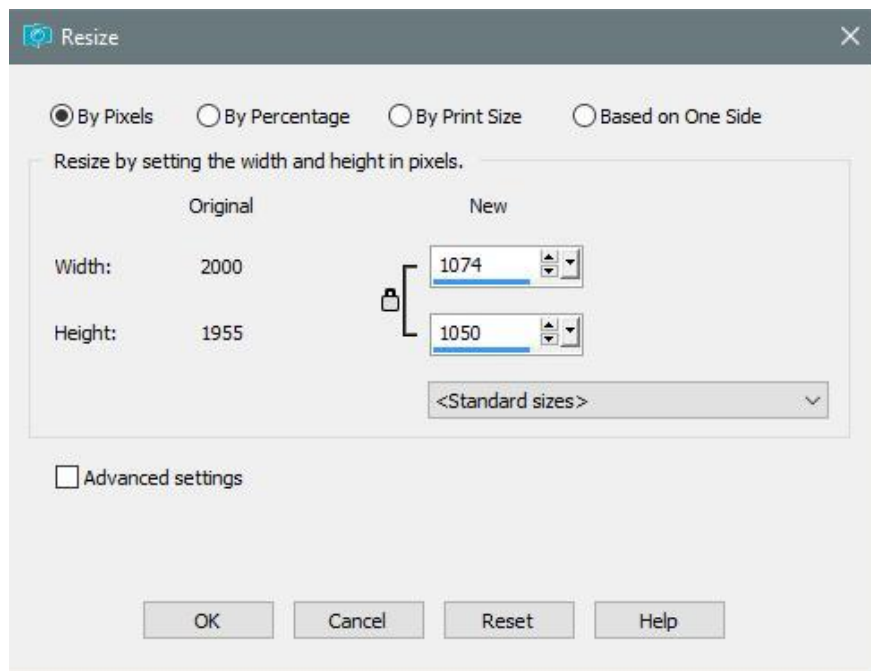 Resize
By Pixels By Percentage By Print Size Based on One Side
Resize by setting the width and height in pixels.
Original New
Width: 2000 1074
Height: 1955 1050
<Standard sizes>
Advanced settings
OK Cancel Reset Help